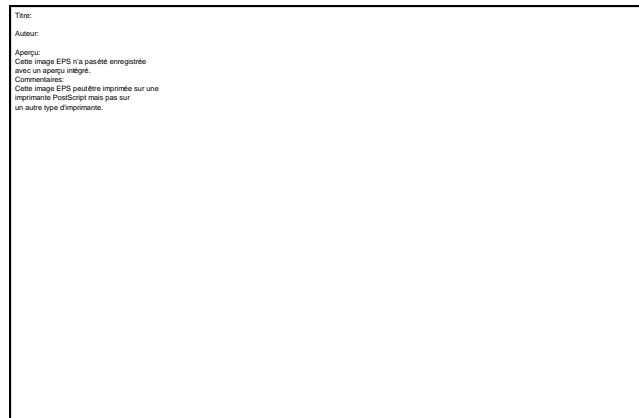 Titre:
Auteur:
Aperçu:
Cette image EPS n'a pasété enregistrée
avec un aperçu intégré.
Commentaires:
Cette image EPS peutêtre imprimée sur une
imprimante PostScript mais pas sur
un autre type d'imprimante.